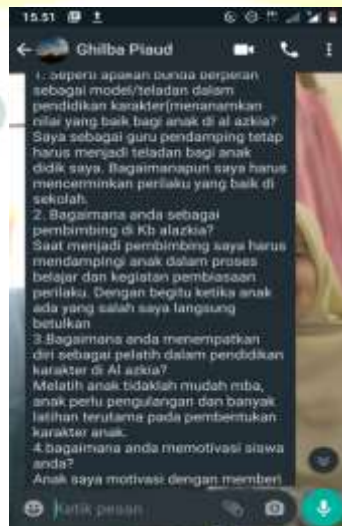 15.51
Ghilba Piaud
1. Seperti apakah bunda berperan
sebagai model/teladan dalam
pendidikan karakter(menanamkan
nilai yang baik bagi anak di al azkia?
Saya sebagai guru pendamping tetap
harus menjadi teladan bagi anak
didik saya. Bagaimanapun saya harus
mencerminkan perilaku yang baik di
sekolah.
2. Bagaimana anda sebagai
pembimbing di Kb alazkia?
Saat menjadi pembimbing saya harus
mendampingi anak dalam proses
belajar dan kegiatan pembiasaan
perilaku. Dengan begitu ketika anak
ada yang salah saya langsung
betulkan
3.Bagaimana anda menempatkan
diri sebagai pelatih dalam pendidikan
karakter di Al azkia?
Melatih anak tidaklah mudah mba,
anak perlu pengulangan dan banyak
latihan terutama pada pembentukan
karakter anak.
4.bagaimana anda memotivasi siswa
anda?
Anak saya motivasi dengan memberi
Ketik pesan